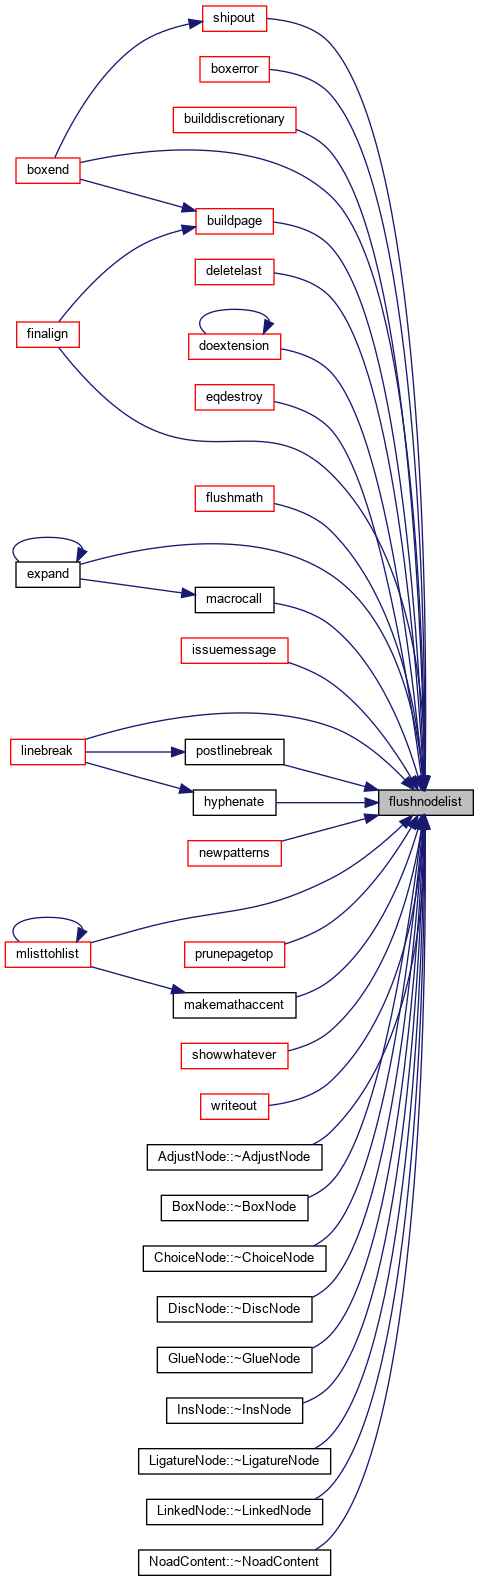 shipout
boxerror
builddiscretionary
boxend
buildpage
deletelast
finalign
doextension
eqdestroy
flushmath
expand
macrocall
issuemessage
linebreak
postlinebreak
hyphenate
flushnodelist
newpatterns
mlisttohlist
prunepagetop
makemathaccent
showwhatever
writeout
AdjustNode::~AdjustNode
BoxNode::~BoxNode
ChoiceNode::~ChoiceNode
DiscNode::~DiscNode
GlueNode::~GlueNode
InsNode::~InsNode
LigatureNode::~LigatureNode
LinkedNode::~LinkedNode
NoadContent::~NoadContent